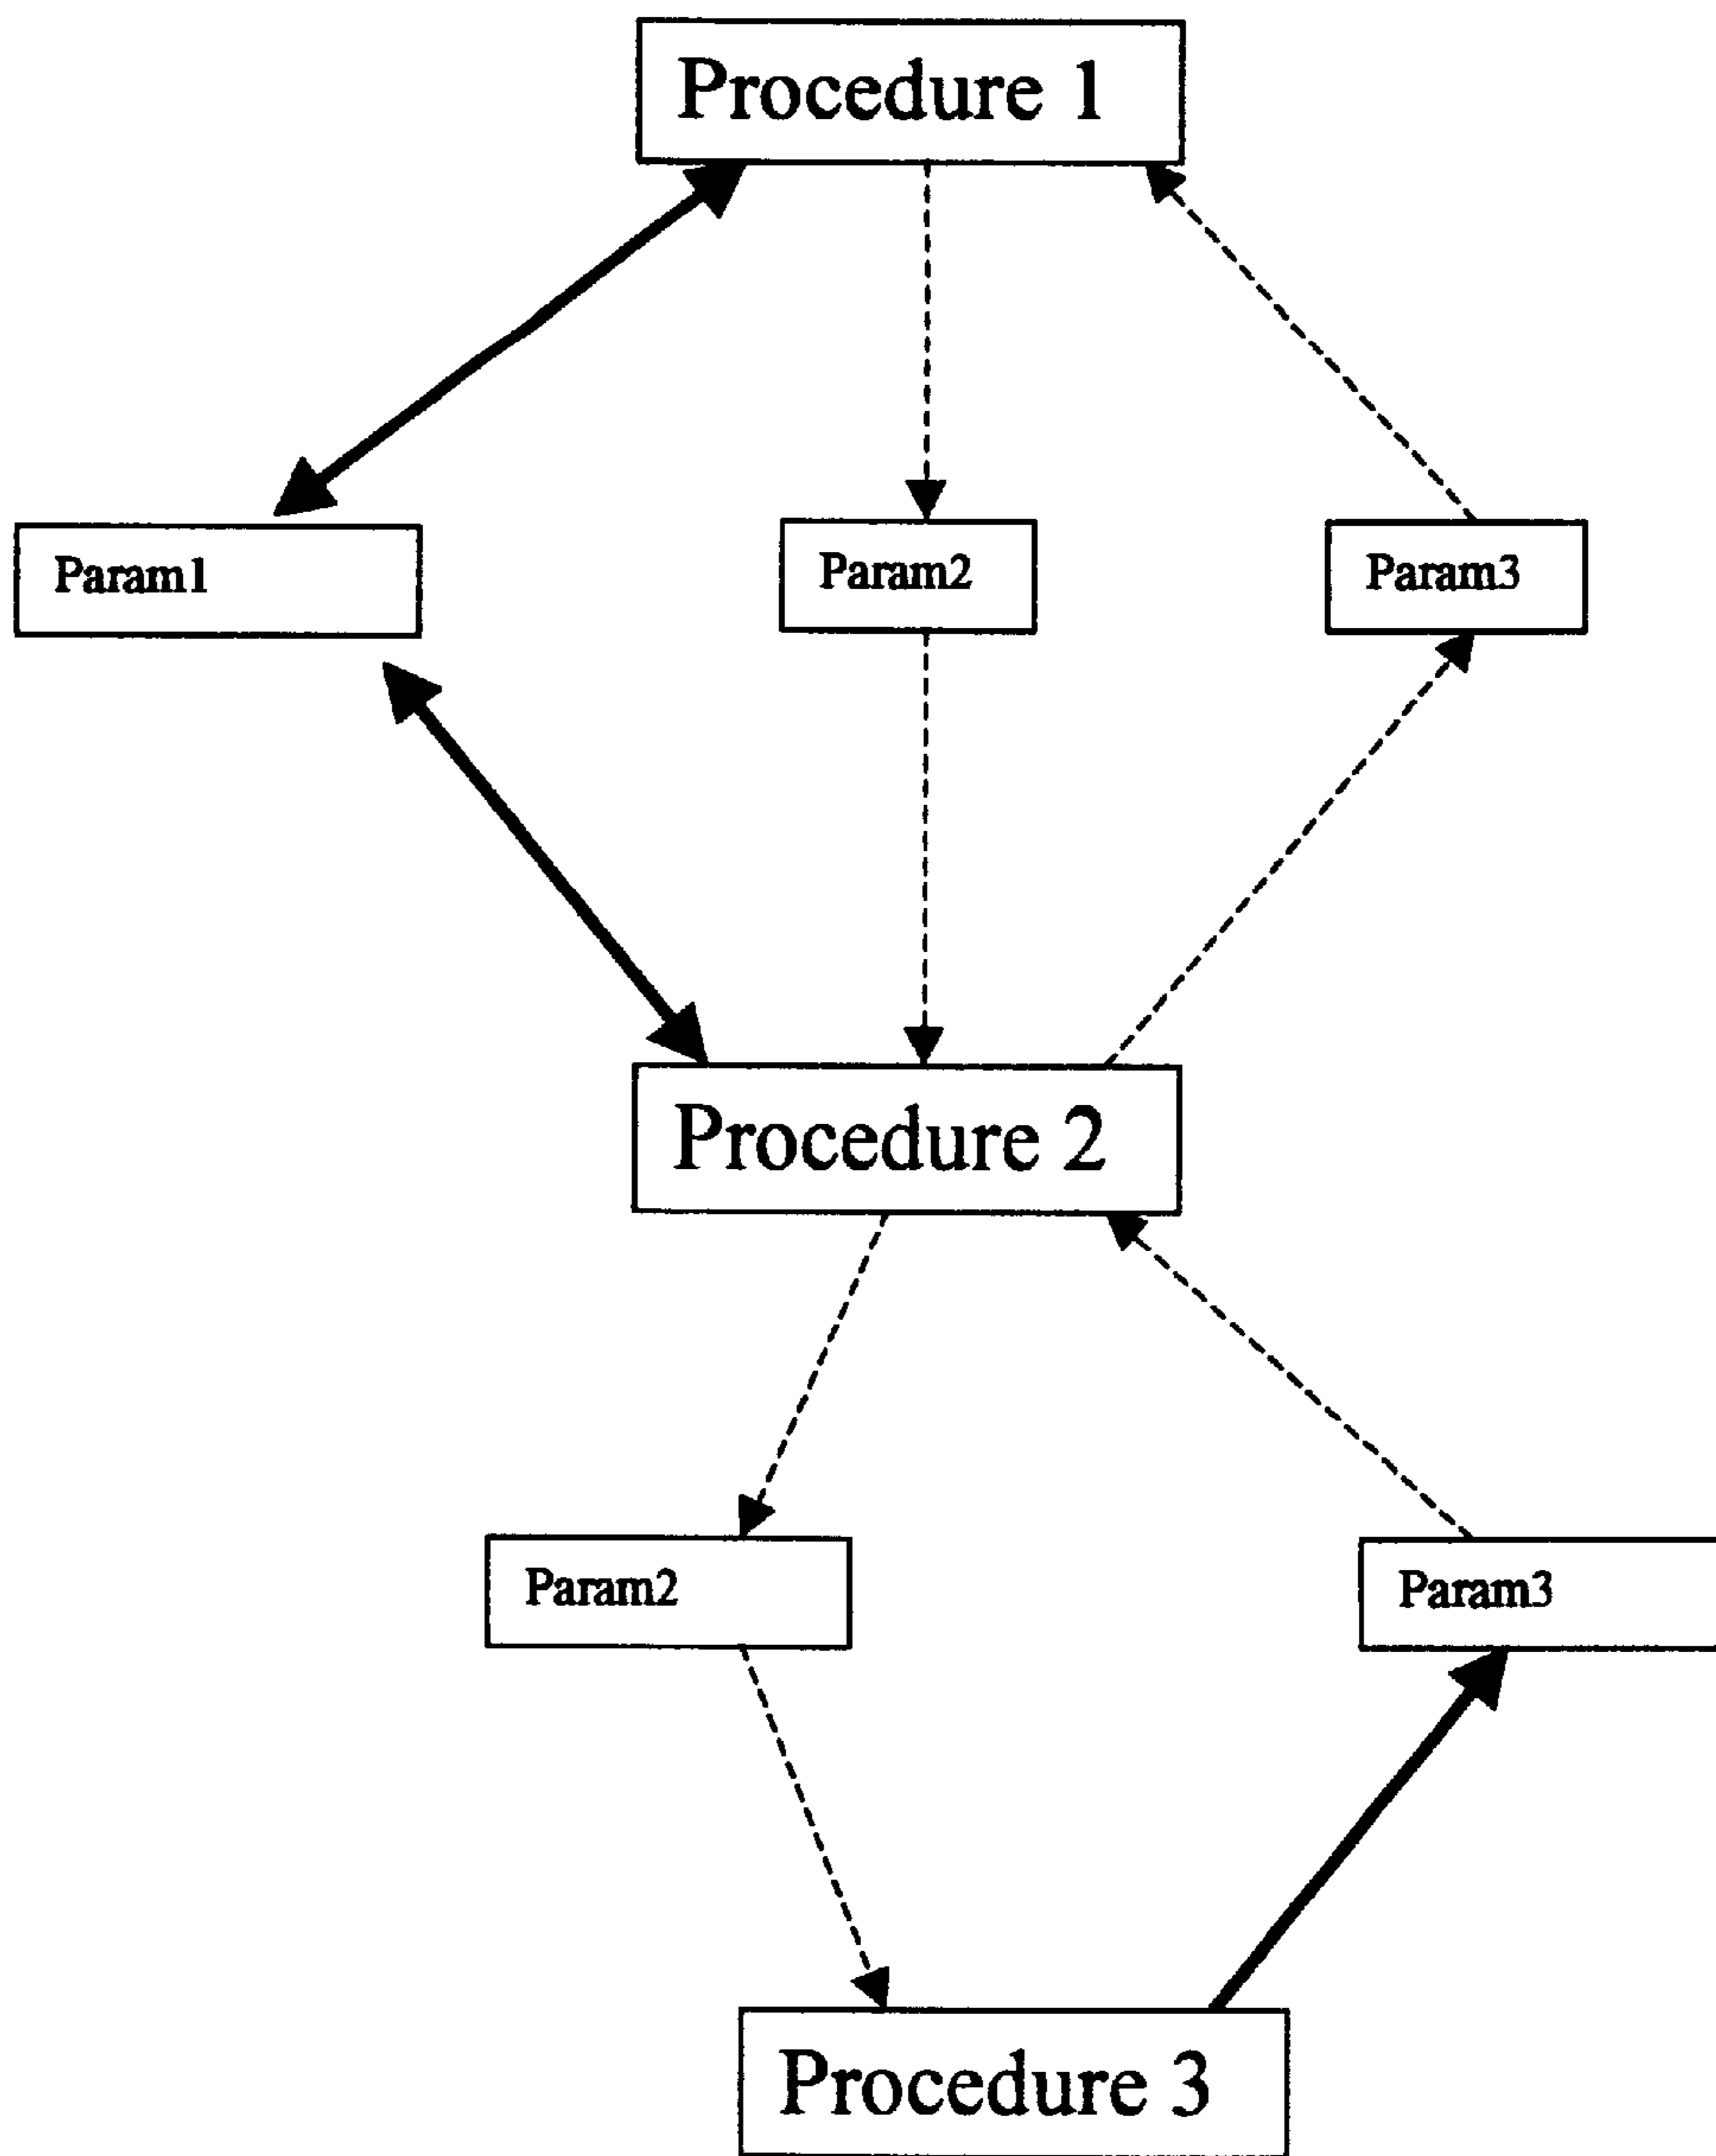 Procedure 1
Param1
Param2
Param3
Procedure 2
Param2
Param3
Procedure 3